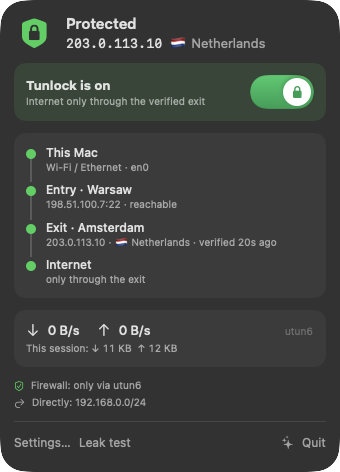 Protected
203.0.113.10 🇳🇱 Netherlands
Tunlock is on
Internet only through the verified exit
This Mac
Wi-Fi / Ethernet · en0
Entry · Warsaw
198.51.100.7:22 · reachable
Exit · Amsterdam
203.0.113.10 · 🇳🇱 Netherlands · verified 20s ago
Internet
only through the exit
↓ 0 B/s ↑ 0 B/s utun6
This session: ↓ 11 KB ↑ 12 KB
Firewall: only via utun6
Directly: 192.168.0.0/24
Settings... Leak test Quit